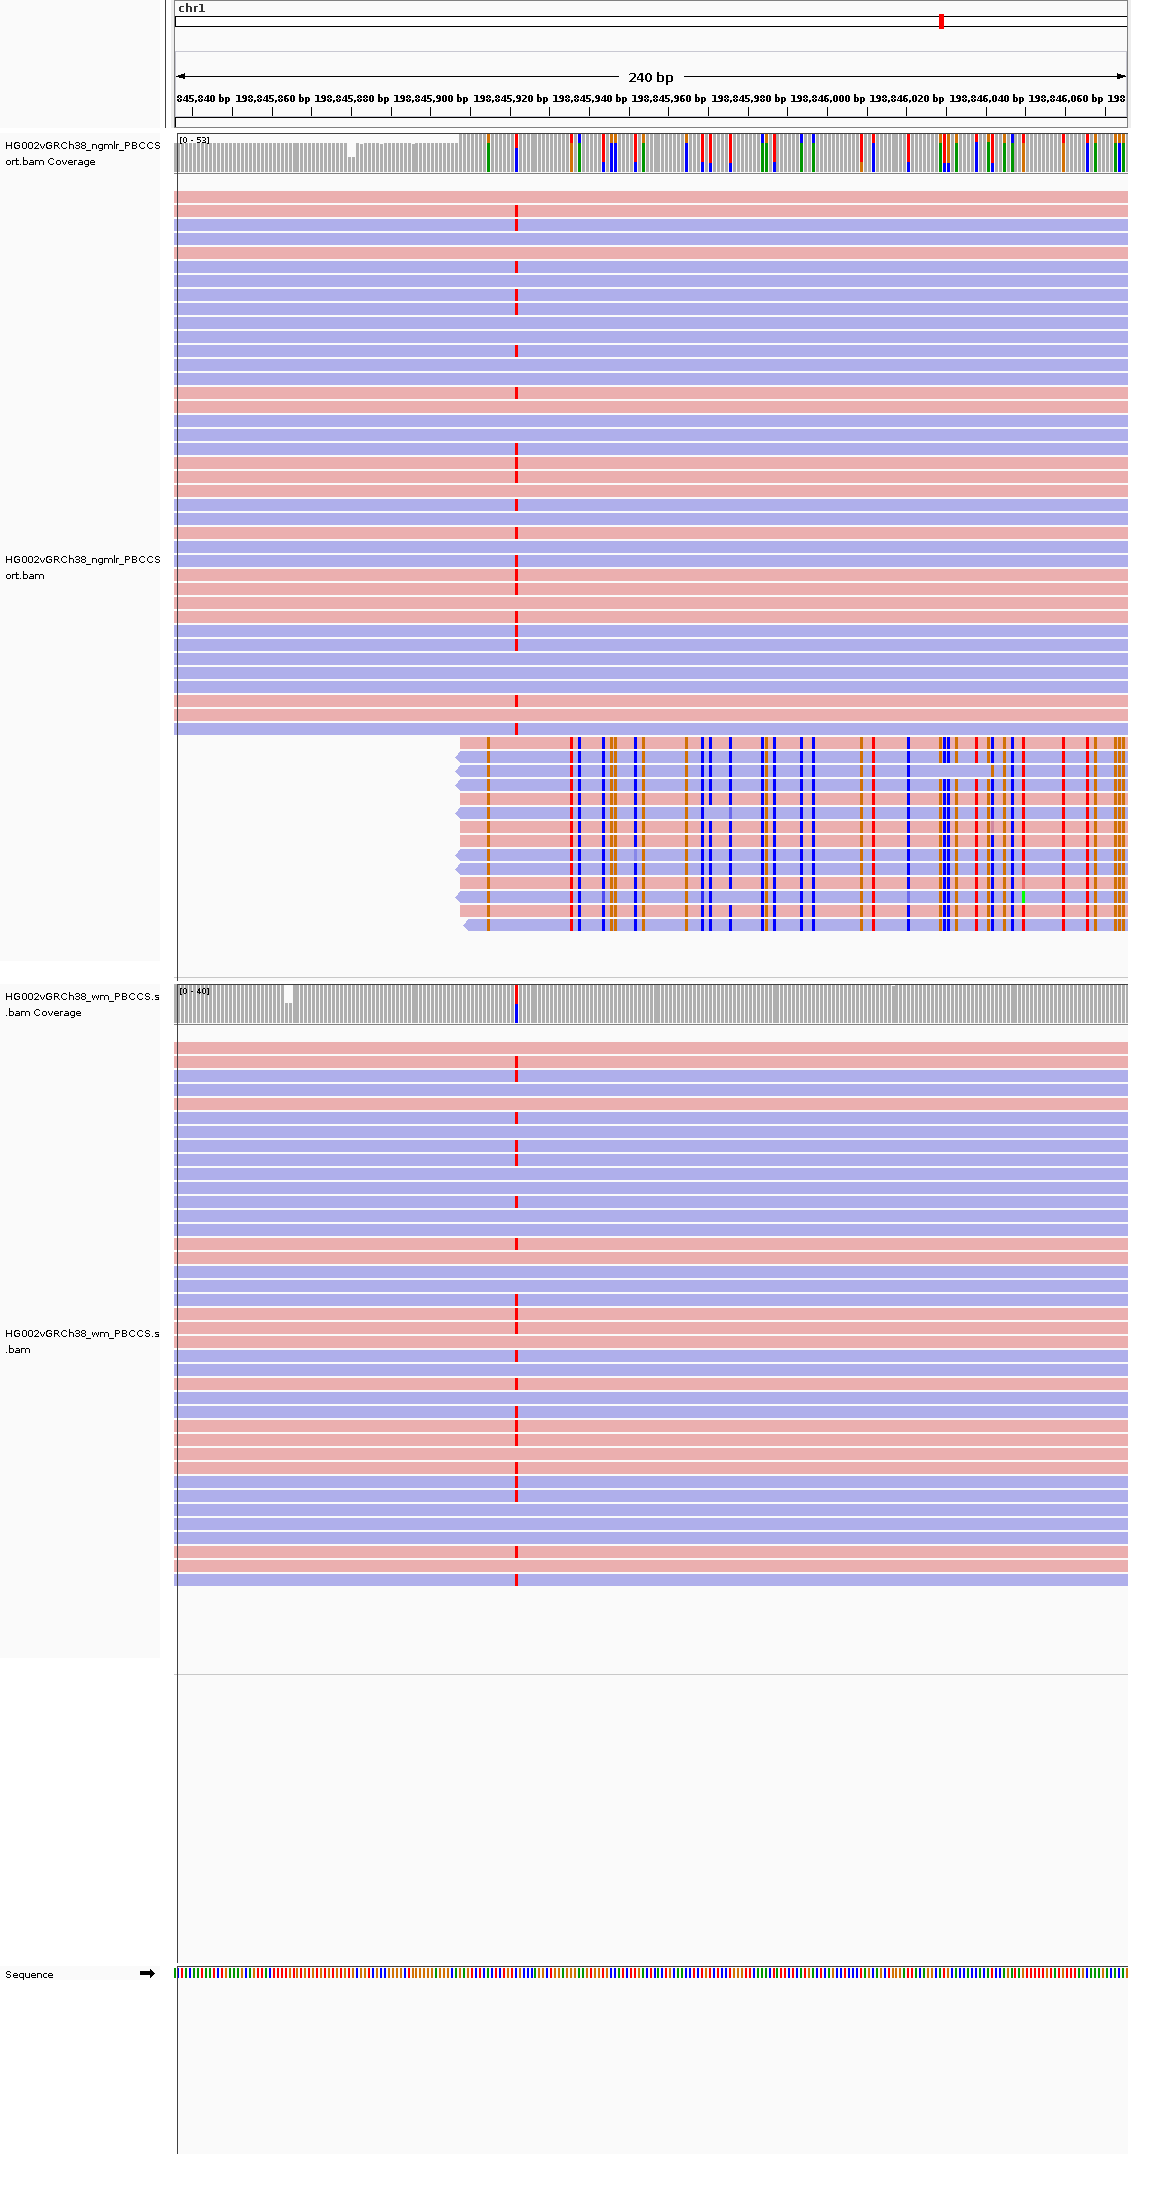 chr1
240 bp
845,840 bp 198,845,860 bp 198,845,880 bp 198,845,900 bp 198,845,920 bp 198,845,940 bp 198,845,960 bp 198,845,980 bp 198,846,000 bp 198,846,020 bp 198,846,040 bp 198,846,060 bp 198
HG002vGRCh38_ngmlr_PBCCS
ort.bam Coverage
[0 - 53]
HG002vGRCh38_ngmlr_PBCCS
ort.bam
HG002vGRCh38_wm_PBCCS.s
.bam Coverage
[0 - 40]
HG002vGRCh38_wm_PBCCS.s
.bam
Sequence